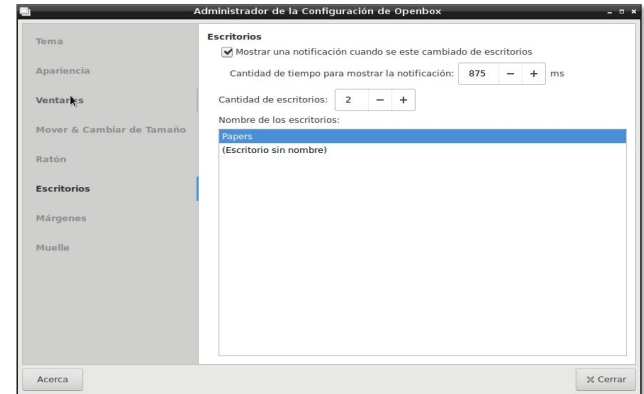 Administrador de la Configuración de Openbox
Tema
Apariencia
Ventanas
Mover & Cambiar de Tamaño
Ratón
Escritorios
Márgenes
Muelle
Escritorios
Mostrar una notificación cuando se este cambiado de escritorios
Cantidad de tiempo para mostrar la notificación: 875 − + ms
Cantidad de escritorios: 2 − +
Nombre de los escritorios:
Papers
(Escritorio sin nombre)
Acerca
Cerrar